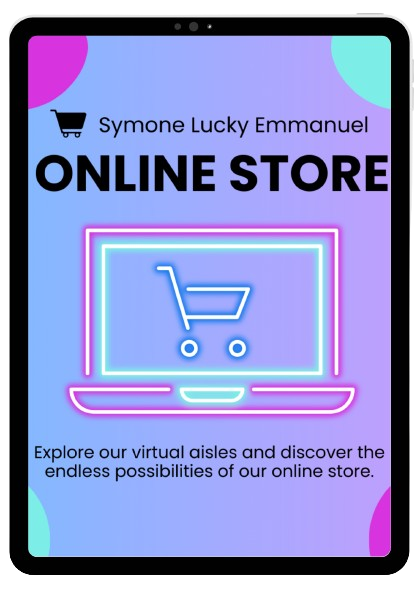 Symone Lucky Emmanuel
ONLINE STORE
Explore our virtual aisles and discover the
endless possibilities of our online store.